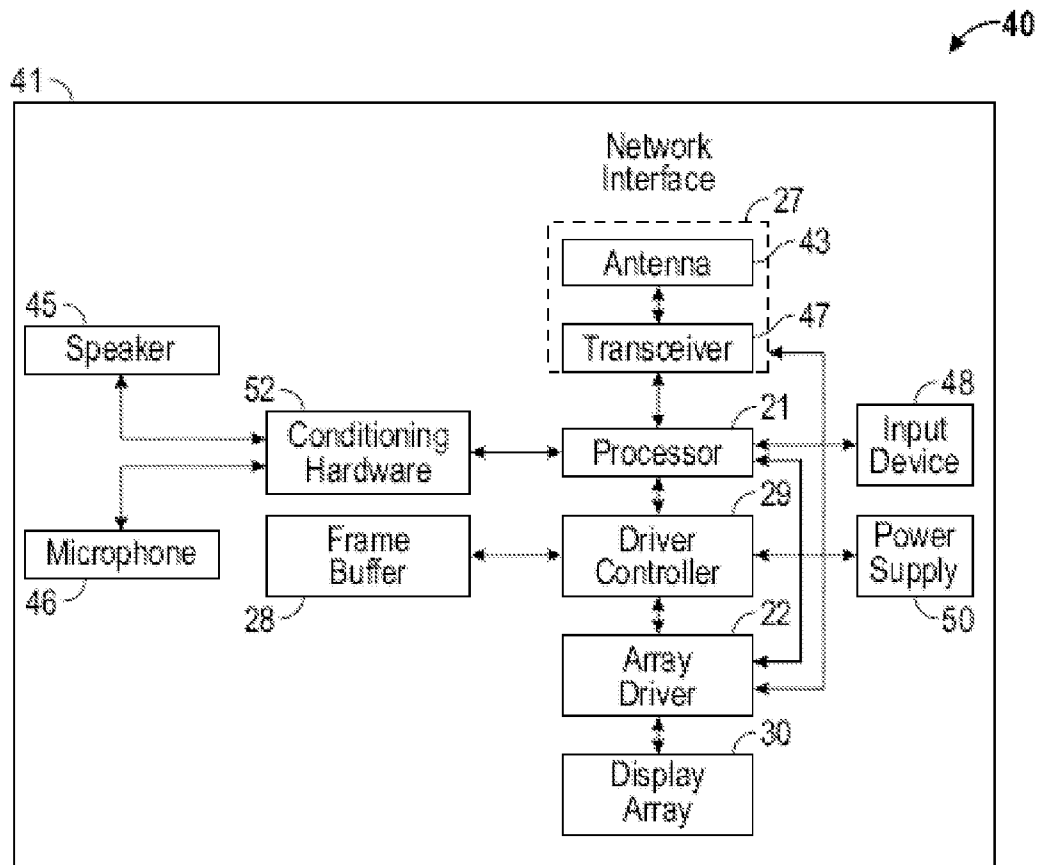 40
41
Network
Interface
27
Antenna
43
45
Speaker
Transceiver
47
52
Conditioning
Hardware
21
Processor
48
Input
Device
Microphone
46
Frame
Buffer
28
29
Driver
Controller
Power
Supply
50
22
Array
Driver
30
Display
Array